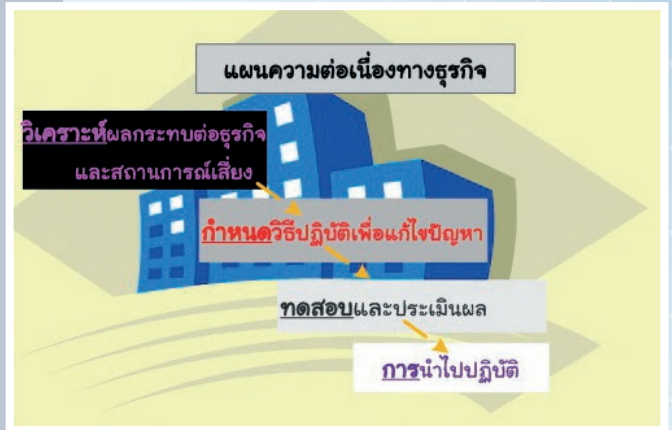 แผนความต่อเนื่องทางธุรกิจ
วิเคราะห์ผลกระทบต่อธุรกิจ
และสถานการณ์เสี่ยง
กำหนดวิธีปฏิบัติเพื่อแก้ไขปัญหา
ทดสอบและประเมินผล
การนำไปปฏิบัติ